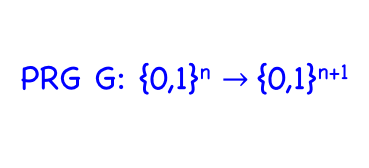 PRG G: {0,1}ⁿ → {0,1}ⁿ⁺¹